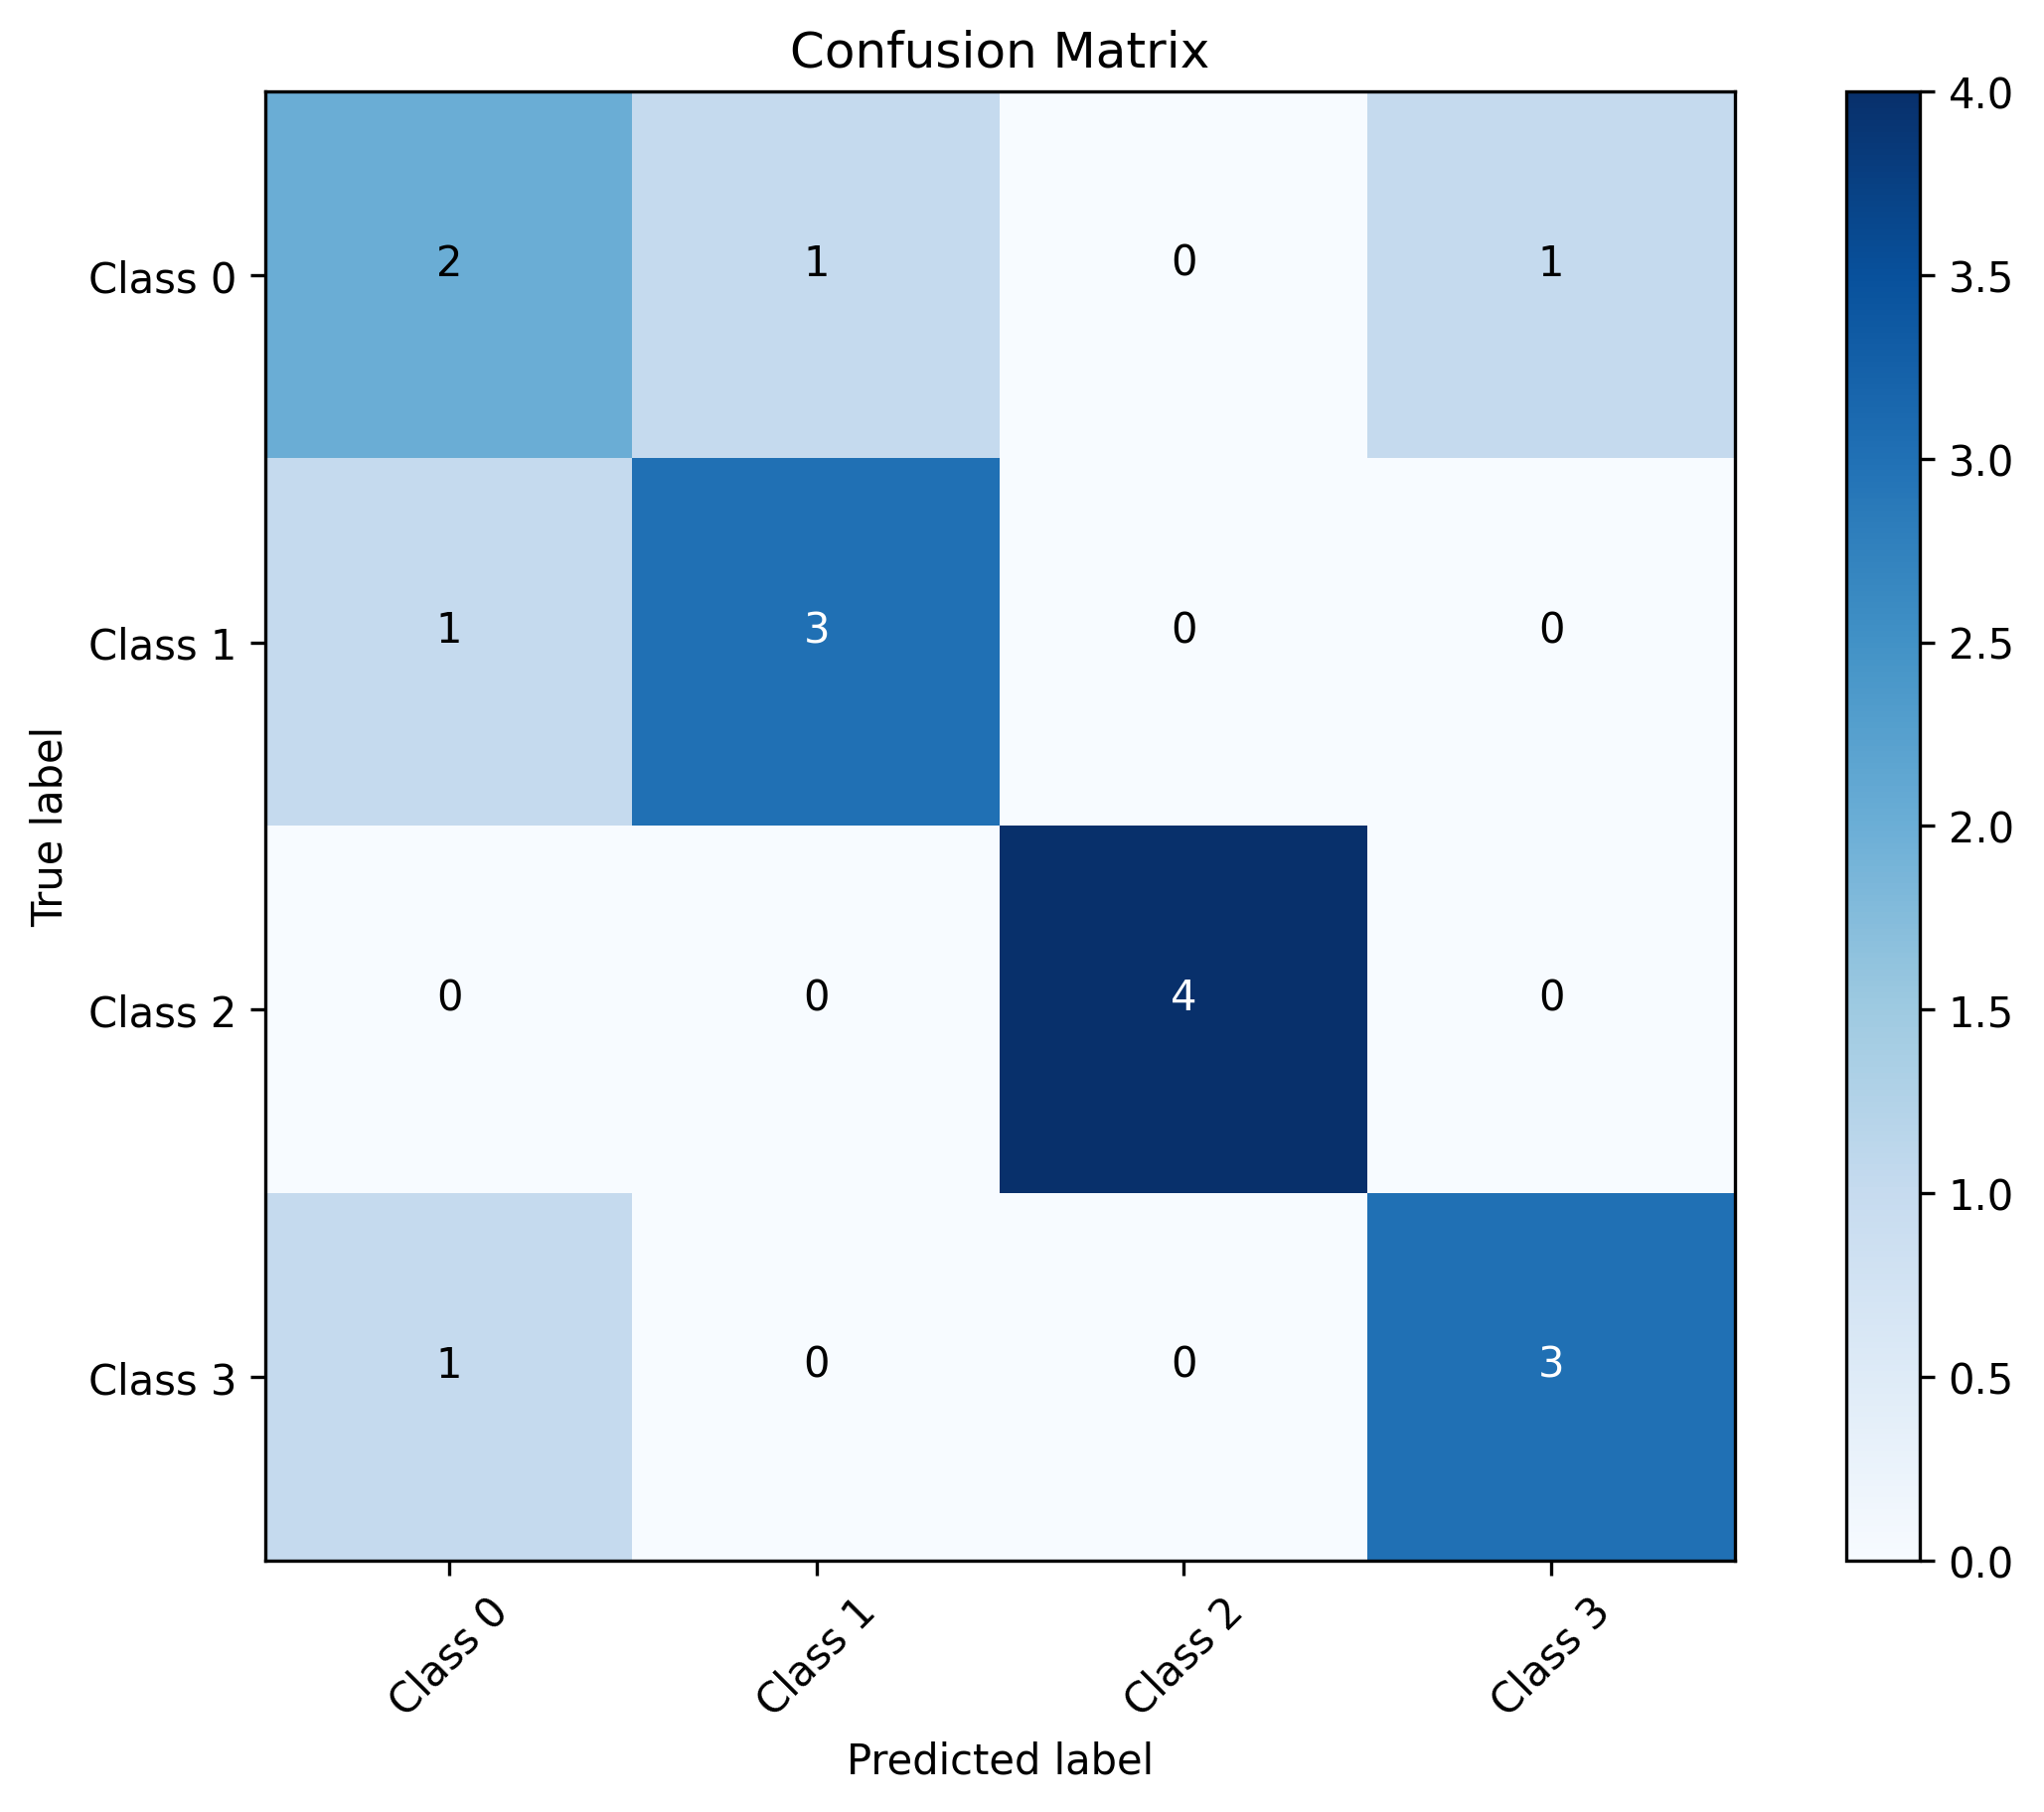 Confusion Matrix
True label
Class 0
2 1 0 1
Class 1
1 3 0 0
Class 2
0 0 4 0
Class 3
1 0 0 3
Class 0 Class 1 Class 2 Class 3
Predicted label
4.0
3.5
3.0
2.5
2.0
1.5
1.0
0.5
0.0